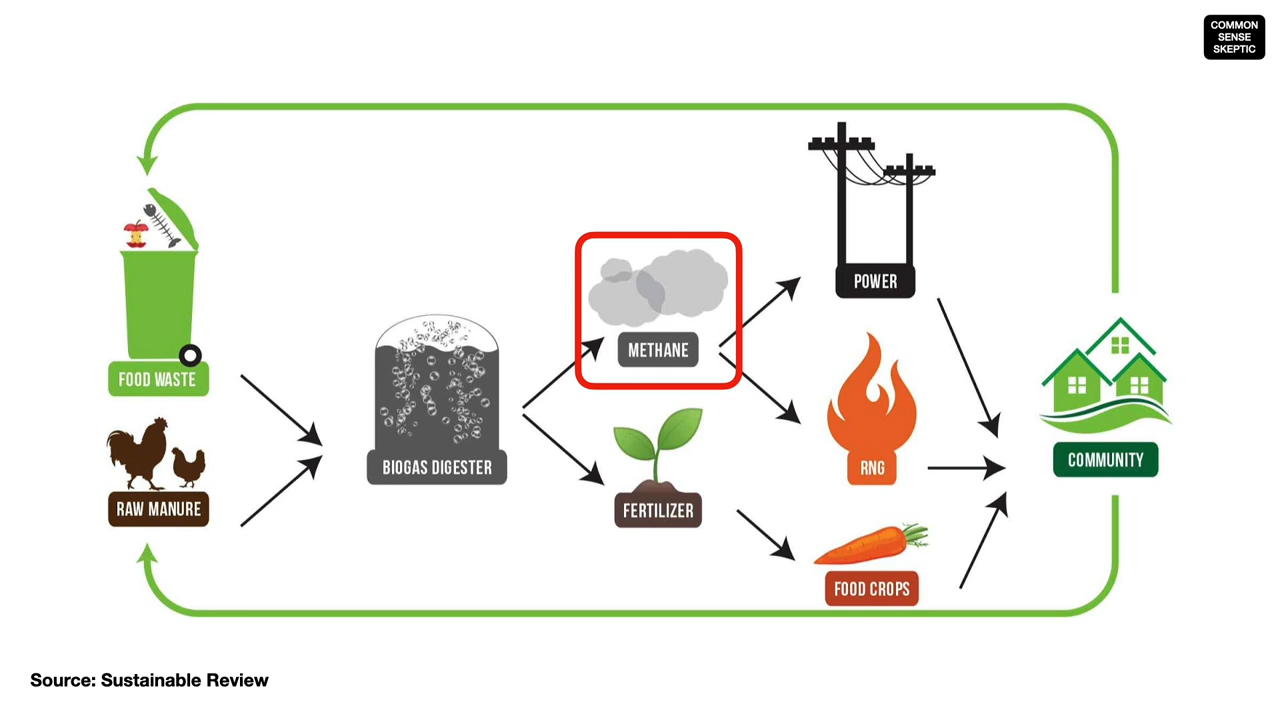 COMMON
SENSE
SKEPTIC
FOOD WASTE
RAW MANURE
BIOGAS DIGESTER
METHANE
FERTILIZER
POWER
RNG
FOOD CROPS
COMMUNITY
Source: Sustainable Review